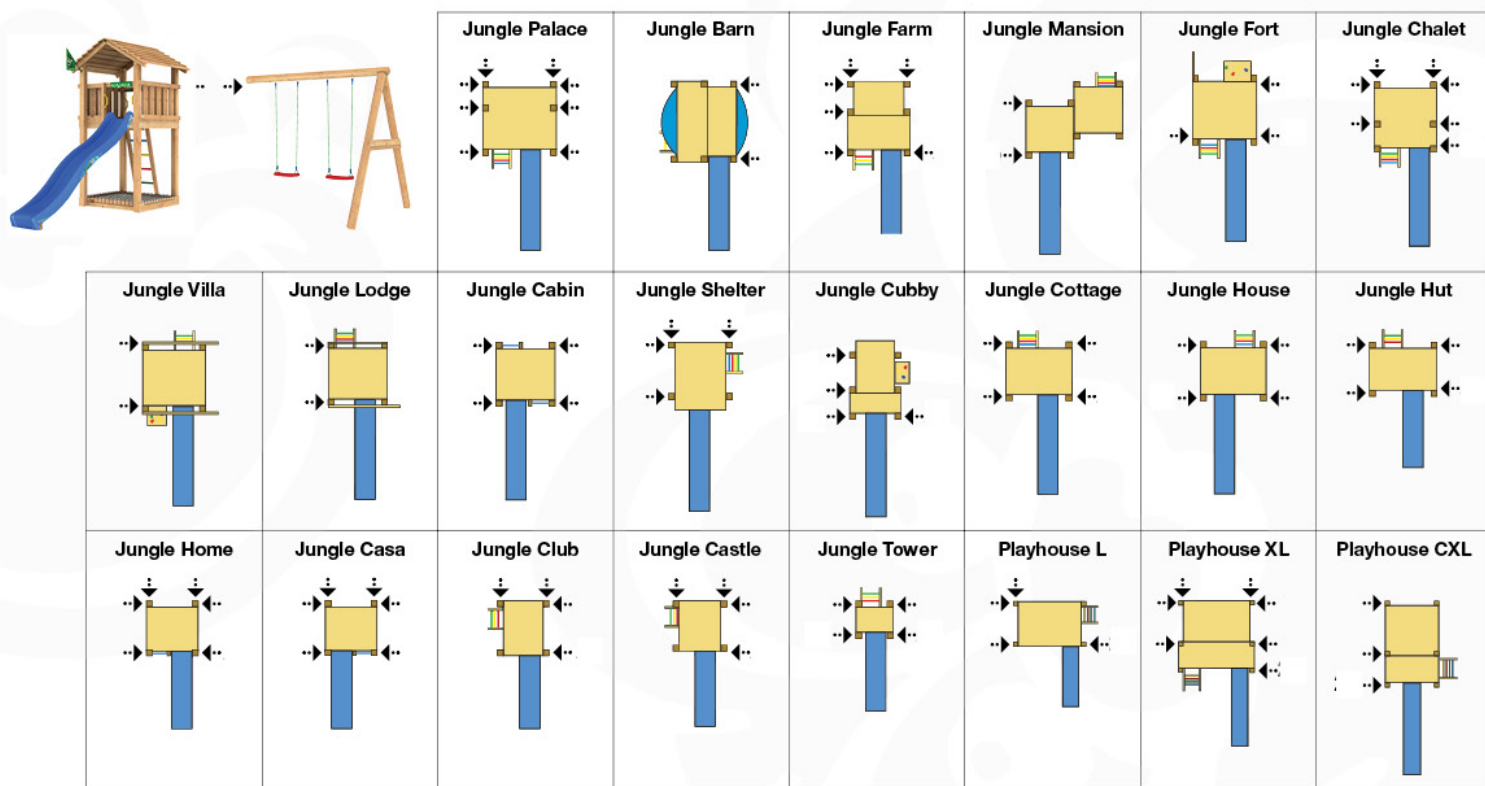 Jungle Palace
Jungle Barn
Jungle Farm
Jungle Mansion
Jungle Fort
Jungle Chalet
Jungle Villa
Jungle Lodge
Jungle Cabin
Jungle Shelter
Jungle Cubby
Jungle Cottage
Jungle House
Jungle Hut
Jungle Home
Jungle Casa
Jungle Club
Jungle Castle
Jungle Tower
Playhouse L
Playhouse XL
Playhouse CXL